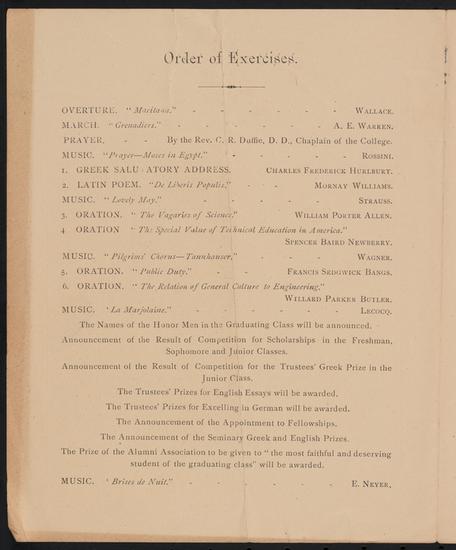 Order of Exercises.
OVERTURE. "Maritana." - - - - - WALLACE.
MARCH. "Grenadiers." - - - - - A. E. WARREN.
PRAYER, - - By the Rev. C. R. Duffie, D. D., Chaplain of the College.
MUSIC. "Prayer—Moses in Egypt." - - - - ROSSINI.
1. GREEK SALU ATORY ADDRESS. CHARLES FREDERICK HURLBURT.
2. LATIN POEM. "De Liberis Populis," - - MORNAY WILLIAMS.
MUSIC. "Lovely May." - - - - - STRAUSS.
3. ORATION. "The Vagaries of Science." WILLIAM PORTER ALLEN.
4 ORATION "The Special Value of Technical Education in America."
SPENCER BAIRD NEWBERRY.
MUSIC. "Pilgrims' Chorus—Tannhauser," - - - WAGNER.
5. ORATION. "Public Duty." - - FRANCIS SEDGWICK BANGS.
6. ORATION. "The Relation of General Culture to Engineering."
WILLARD PARKER BUTLER.
MUSIC. 'La Marjolaine." - - - - - LECOCQ.
The Names of the Honor Men in the Graduating Class will be announced.
Announcement of the Result of Competition for Scholarships in the Freshman,
Sophomore and Junior Classes.
Announcement of the Result of Competition for the Trustees' Greek Prize in the
Junior Class.
The Trustees' Prizes for English Essays will be awarded.
The Trustees' Prizes for Excelling in German will be awarded.
The Announcement of the Appointment to Fellowships.
The Announcement of the Seminary Greek and English Prizes.
The Prize of the Alumni Association to be given to "the most faithful and deserving
student of the graduating class" will be awarded.
MUSIC. 'Brises de Nuit." - - - - E. NEYER.